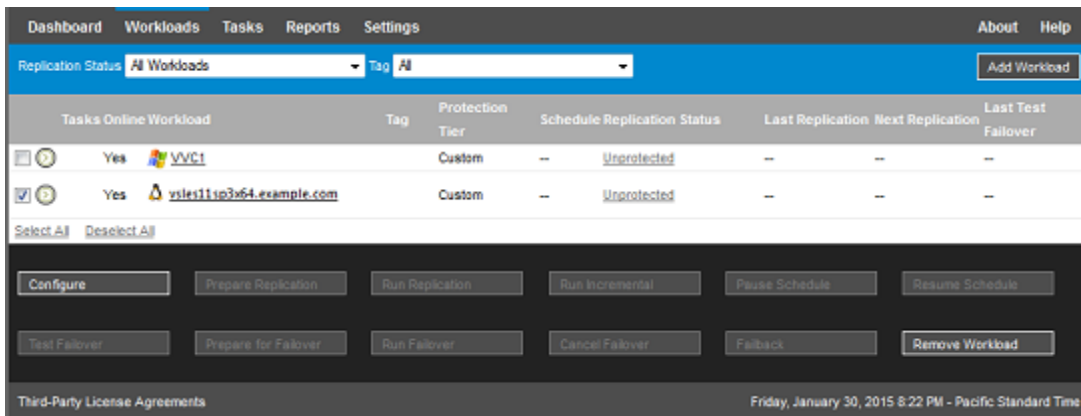 Dashboard Workloads Tasks Reports Settings About Help
Replication Status All Workloads Tag All Add Workload
Tasks Online Workload Tag Protection Tier Schedule Replication Status Last Replication Next Replication Last Test Failover
Yes VVC1 Custom -- Unprotected -- -- --
Yes vsles11sp3x64.example.com Custom -- Unprotected -- -- --
Select All Deselect All
Configure Prepare Replication Run Replication Run Incremental Pause Schedule Resume Schedule
Test Failover Prepare for Failover Run Failover Cancel Failover Failback Remove Workload
Third-Party License Agreements Friday, January 30, 2015 8:22 PM - Pacific Standard Time